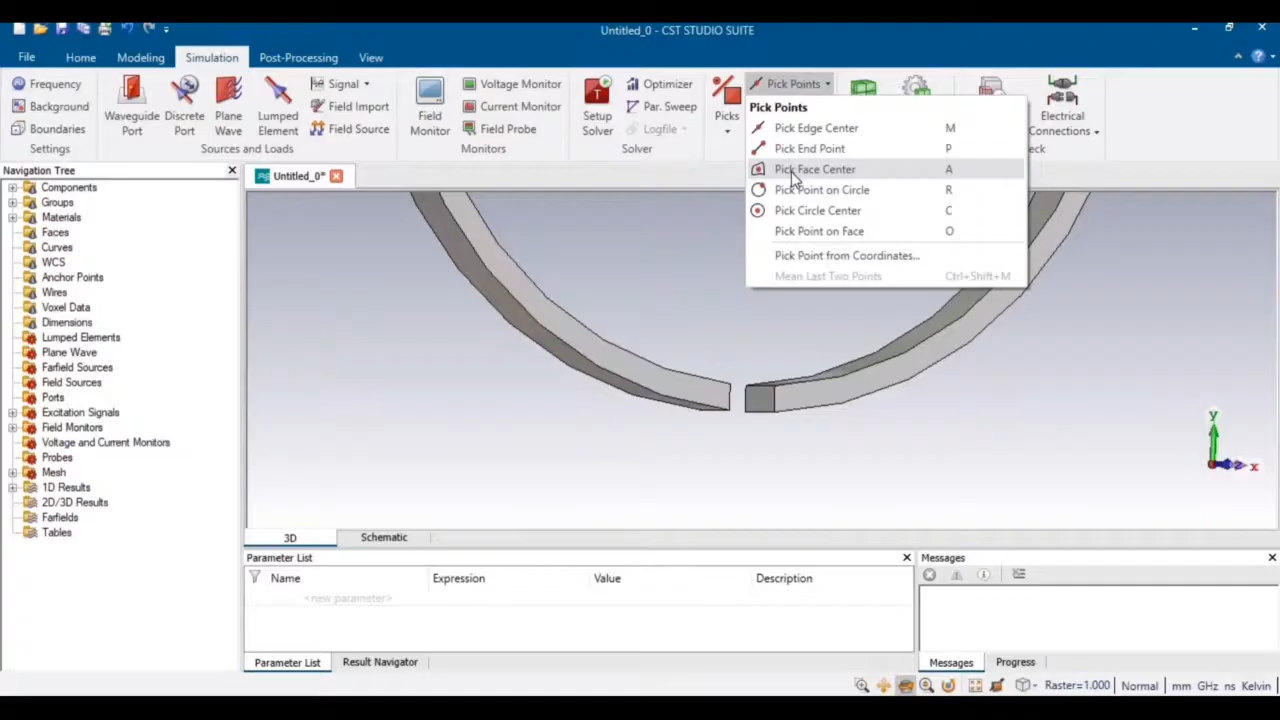 Untitled_0 - CST STUDIO SUITE
File Home Modeling Simulation Post-Processing View
Frequency
Background
Boundaries
Settings
Waveguide Port
Discrete Port
Plane Wave
Lumped Element
Signal
Field Import
Field Source
Sources and Loads
Field Monitor
Voltage Monitor
Current Monitor
Field Probe
Monitors
Setup Solver
Optimizer
Par. Sweep
Logfile
Solver
Picks
Pick Points
Electrical Connections
eck
Pick Points
Pick Edge Center M
Pick End Point P
Pick Face Center A
Pick Point on Circle R
Pick Circle Center C
Pick Point on Face O
Pick Point from Coordinates...
Mean Last Two Points Ctrl+Shift+M
Navigation Tree
Components
Groups
Materials
Faces
Curves
WCS
Anchor Points
Wires
Voxel Data
Dimensions
Lumped Elements
Plane Wave
Farfield Sources
Field Sources
Ports
Excitation Signals
Field Monitors
Voltage and Current Monitors
Probes
Mesh
1D Results
2D/3D Results
Farfields
Tables
Untitled_0*
y
x
3D Schematic
Parameter List
Name Expression Value Description
<new parameter>
Parameter List Result Navigator
Messages
Messages Progress
Raster=1.000 Normal mm GHz ns Kelvin